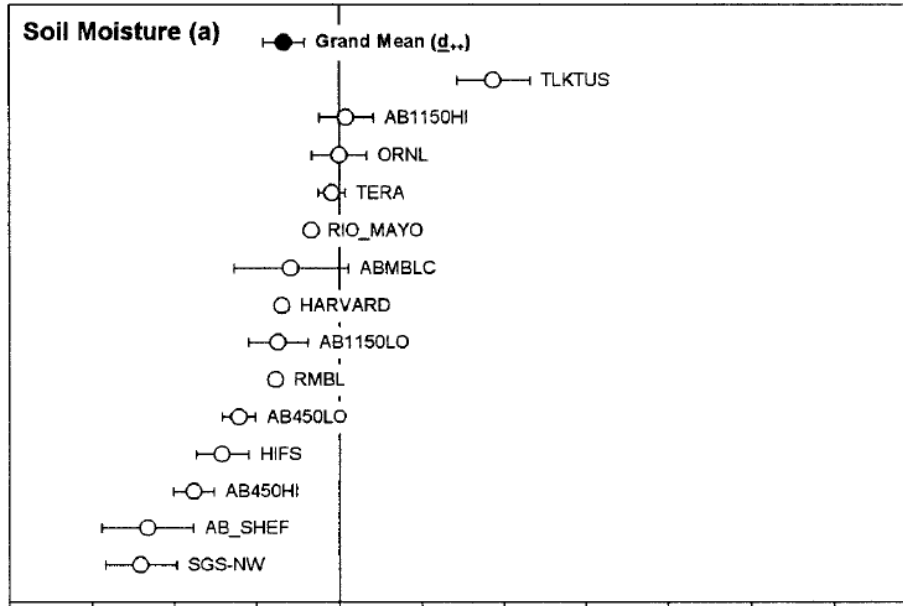 Soil Moisture (a)
Grand Mean (d₊₊)
TLKTUS
AB1150HI
ORNL
TERA
RIO_MAYO
ABMBLC
HARVARD
AB1150LO
RMBL
AB450LO
HIFS
AB450HI
AB_SHEF
SGS-NW